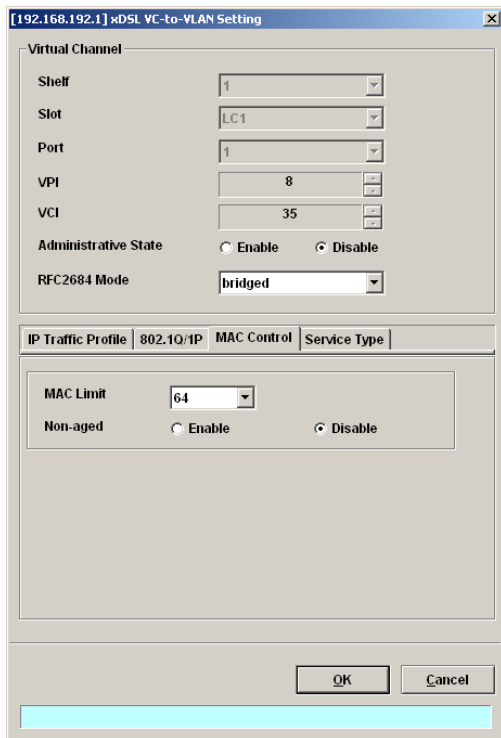 [192.168.192.1] xDSL VC-to-VLAN Setting
Virtual Channel
Shelf 1
Slot LC1
Port 1
VPI 8
VCI 35
Administrative State Enable Disable
RFC2684 Mode bridged
IP Traffic Profile 802.1Q/1P MAC Control Service Type
MAC Limit 64
Non-aged Enable Disable
OK Cancel